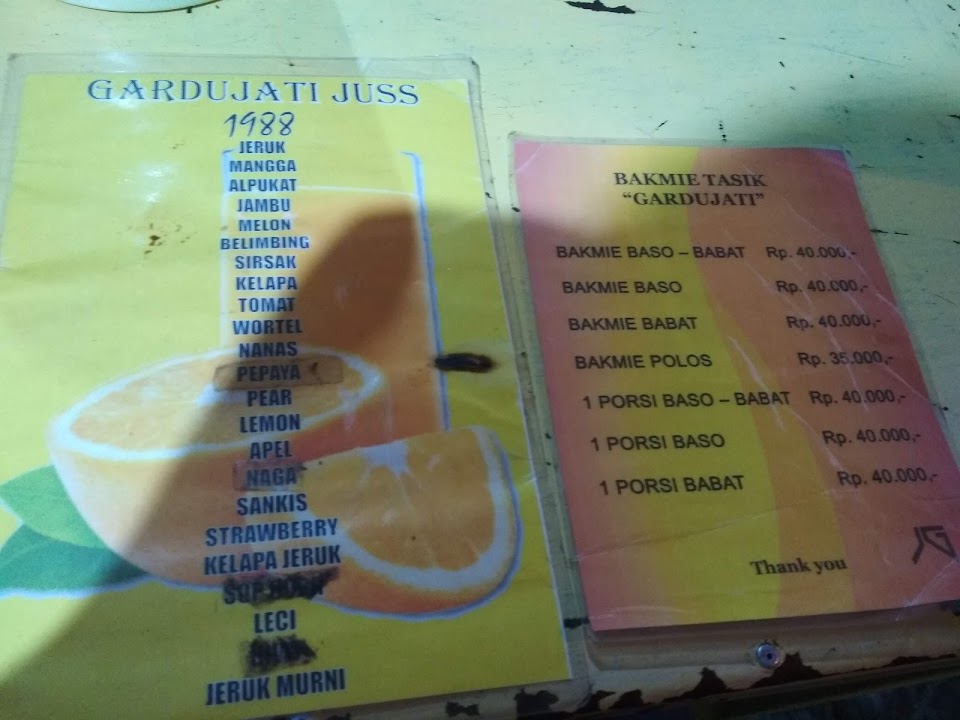 GARDUJATI JUSS
1988
JERUK
MANGGA
ALPUKAT
JAMBU
MELON
BELIMBING
SIRSAK
KELAPA
TOMAT
WORTEL
NANAS
PEPAYA
PEAR
LEMON
APEL
NAGA
SANKIS
STRAWBERRY
KELAPA JERUK
SOP
LECI
JERUK MURNI
BAKMIE TASIK
"GARDUJATI"
BAKMIE BASO – BABAT Rp. 40.000,-
BAKMIE BASO Rp. 40.000,-
BAKMIE BABAT Rp. 40.000,-
BAKMIE POLOS Rp. 35.000,-
1 PORSI BASO – BABAT Rp. 40.000,-
1 PORSI BASO Rp. 40.000,-
1 PORSI BABAT Rp. 40.000,-
Thank you
JG